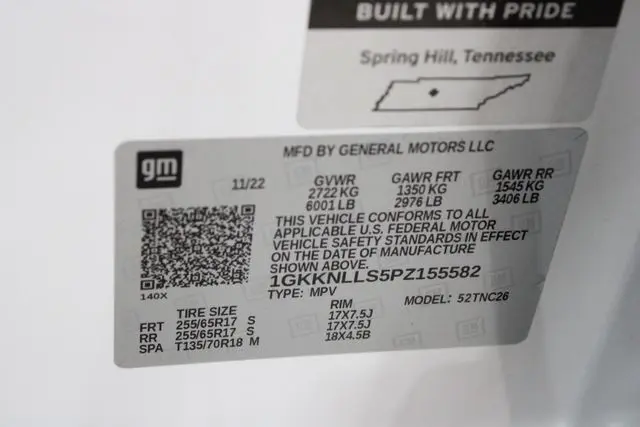 BUILT WITH PRIDE
Spring Hill, Tennessee
gm
MFD BY GENERAL MOTORS LLC
11/22 GVWR GAWR FRT GAWR RR
2722 KG 1350 KG 1545 KG
6001 LB 2976 LB 3406 LB
THIS VEHICLE CONFORMS TO ALL
APPLICABLE U.S. FEDERAL MOTOR
VEHICLE SAFETY STANDARDS IN EFFECT
ON THE DATE OF MANUFACTURE
SHOWN ABOVE.
1GKKNLLS5PZ155582
140X TYPE: MPV MODEL: 52TNC26
TIRE SIZE RIM
FRT 255/65R17 S 17X7.5J
RR 255/65R17 S 17X7.5J
SPA T135/70R18 M 18X4.5B